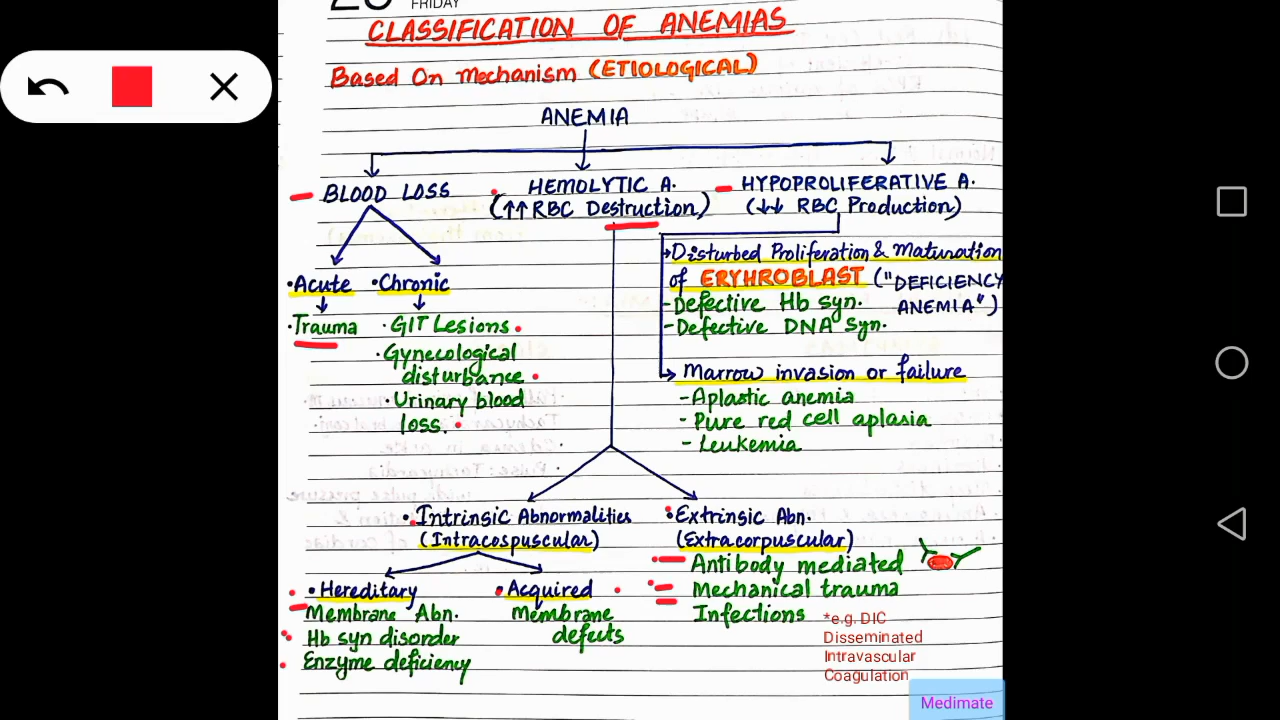 FRIDAY
CLASSIFICATION OF ANEMIAS
Based On Mechanism (ETIOLOGICAL)
ANEMIA
BLOOD LOSS
HEMOLYTIC A.
(↑↑ RBC Destruction)
HYPOPROLIFERATIVE A.
(↓↓ RBC Production)
• Acute
• Trauma
• Chronic
• GIT Lesions
• Gynecological
disturbance
• Urinary blood
loss.
Disturbed Proliferation & Maturation
of ERYHROBLAST ("DEFICIENCY
ANEMIA")
- Defective Hb syn.
- Defective DNA Syn.
Marrow invasion or failure
- Aplastic anemia
- Pure red cell aplasia
- Leukemia
• Intrinsic Abnormalities
(Intracospuscular)
• Hereditary
Membrane Abn.
Hb syn disorder
Enzyme deficiency
• Acquired
Membrane
defects
• Extrinsic Abn.
(Extracorpuscular)
Antibody mediated
Mechanical trauma
Infections
*e.g. DIC
Disseminated
Intravascular
Coagulation
Medimate